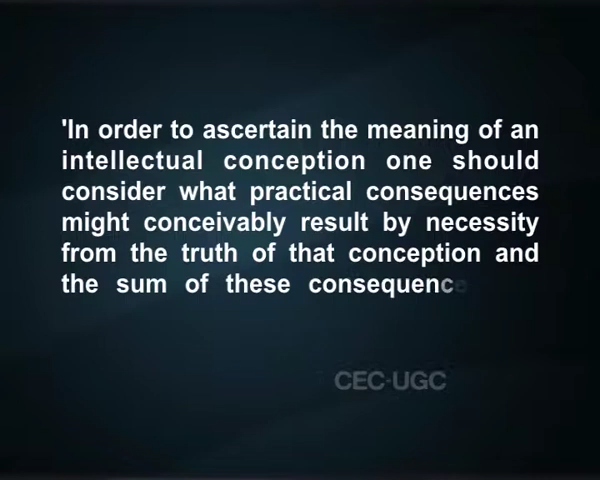 'In order to ascertain the meaning of an
intellectual conception one should
consider what practical consequences
might conceivably result by necessity
from the truth of that conception and
the sum of these consequenc
CEC-UGC